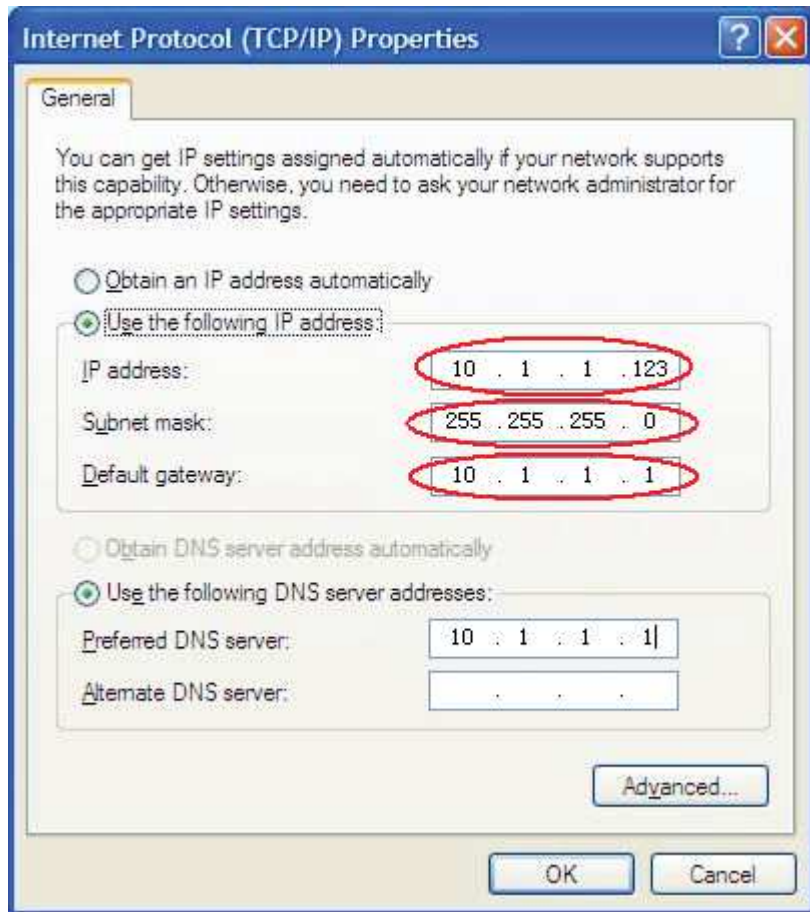 Internet Protocol (TCP/IP) Properties
General
You can get IP settings assigned automatically if your network supports
this capability. Otherwise, you need to ask your network administrator for
the appropriate IP settings.
Obtain an IP address automatically
Use the following IP address:
IP address: 10 . 1 . 1 . 123
Subnet mask: 255 . 255 . 255 . 0
Default gateway: 10 . 1 . 1 . 1
Obtain DNS server address automatically
Use the following DNS server addresses:
Preferred DNS server: 10 . 1 . 1 . 1
Alternate DNS server: . . .
Advanced...
OK Cancel